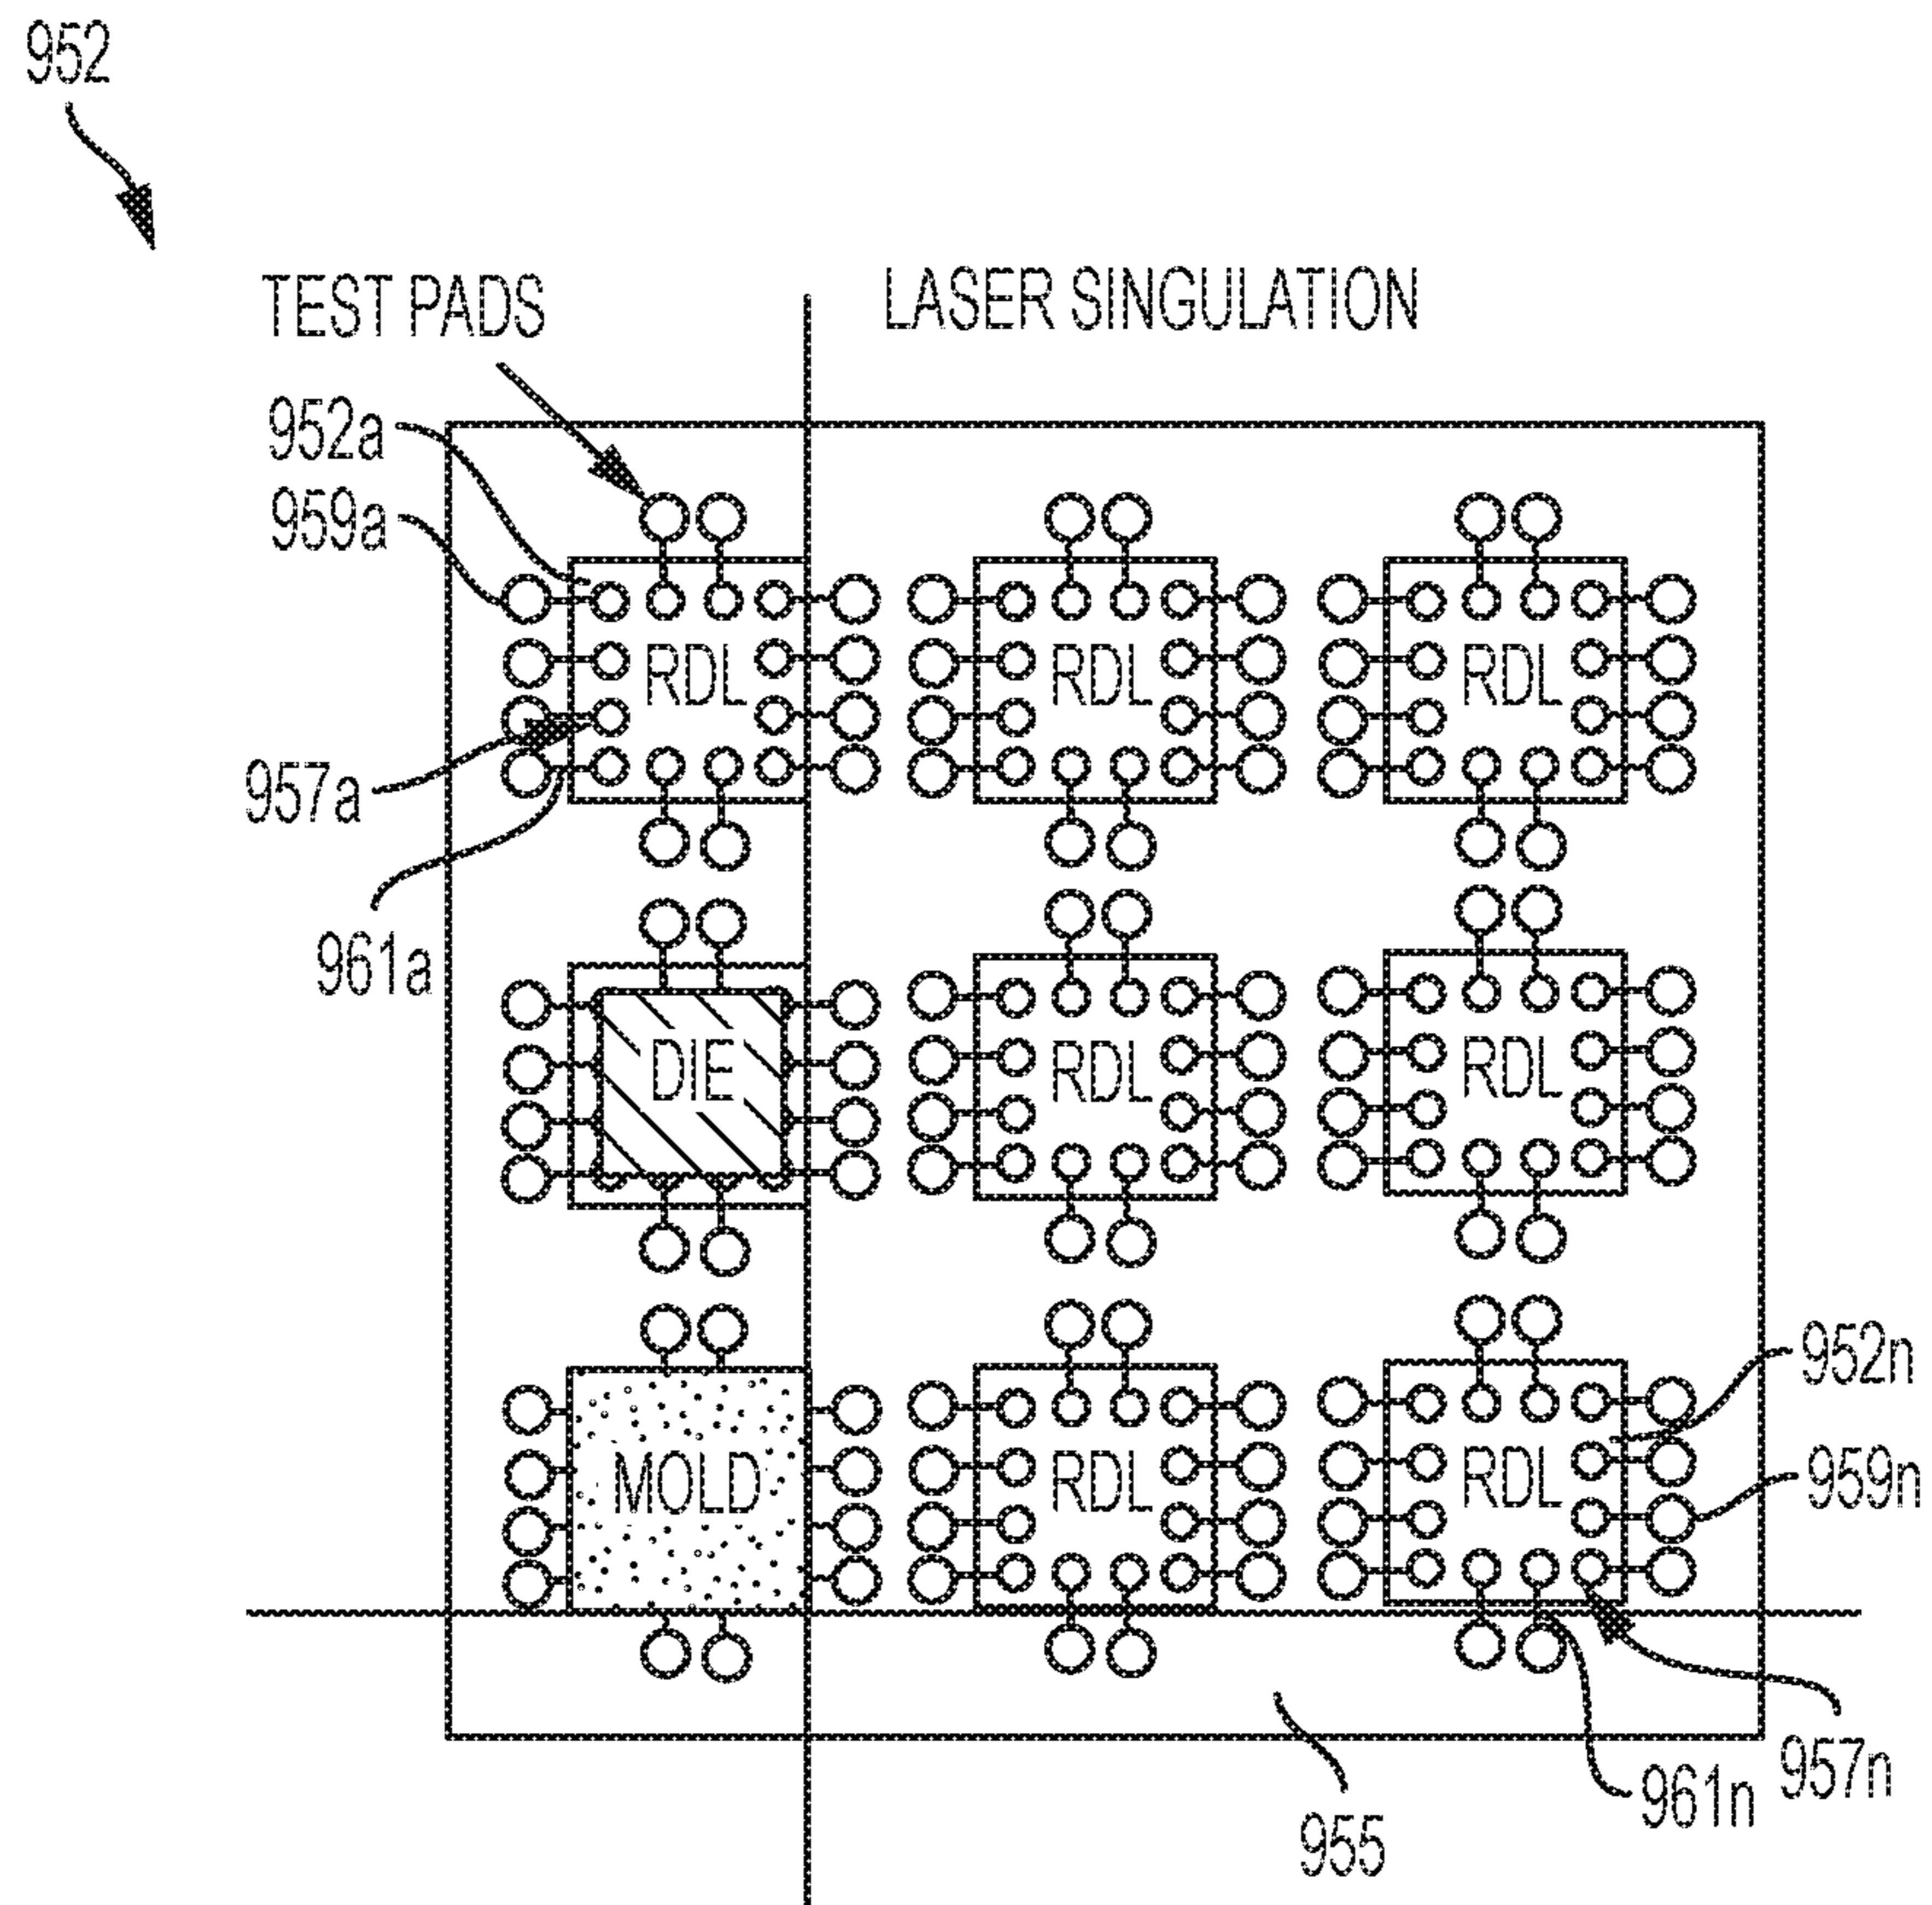 952
TEST PADS
LASER SINGULATION
952a
959a
RDL RDL RDL
957a
961a
DIE RDL RDL
952n
MOLD RDL RDL
959n
957n
961n
955